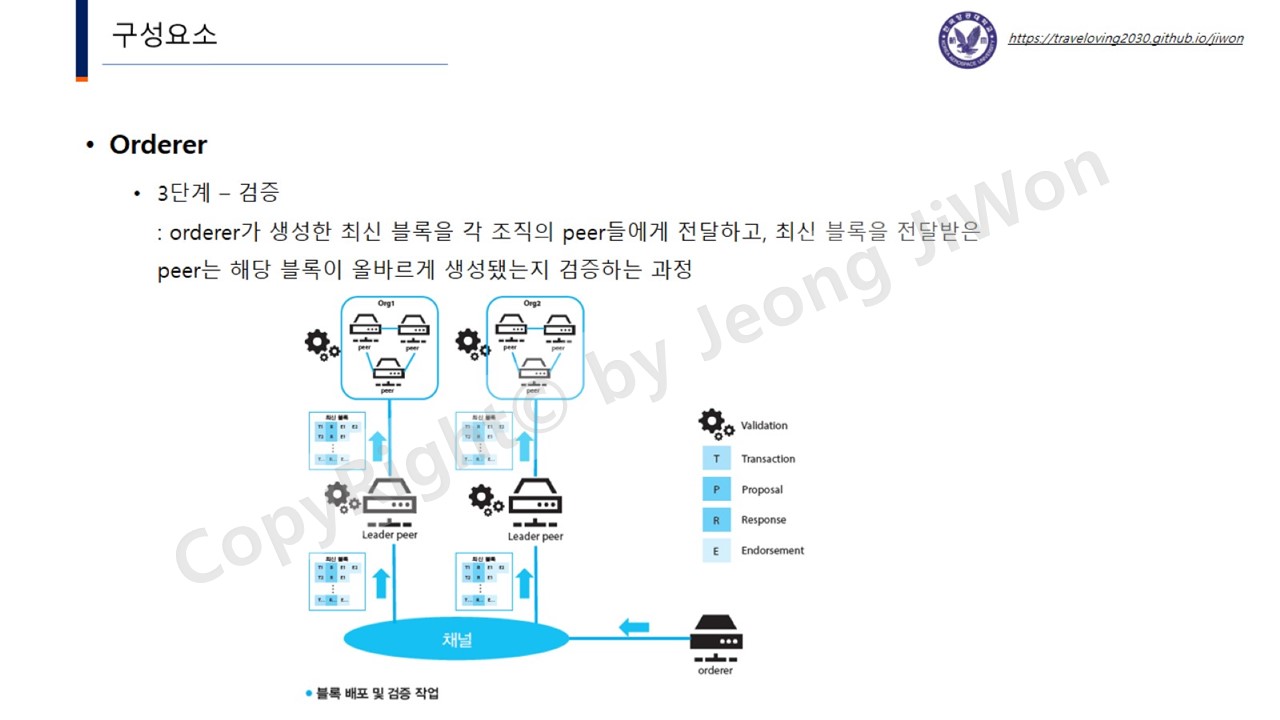 구성요소
https://traveloving2030.github.io/jiwon
• Orderer
• 3단계 – 검증
: orderer가 생성한 최신 블록을 각 조직의 peer들에게 전달하고, 최신 블록을 전달받은
peer는 해당 블록이 올바르게 생성됐는지 검증하는 과정
Org1
Org2
peer
peer
peer
peer
peer
peer
최신 블록
T1 R E1 E2
T2 R E1
T... R... E...
최신 블록
T1 R E1 E2
T2 R E1
T... R... E...
Leader peer
Leader peer
최신 블록
T1 R E1 E2
T2 R E1
T... R... E...
최신 블록
T1 R E1 E2
T2 R E1
T... R... E...
채널
orderer
Validation
T Transaction
P Proposal
R Response
E Endorsement
• 블록 배포 및 검증 작업
CopyRight© by Jeong JiWon